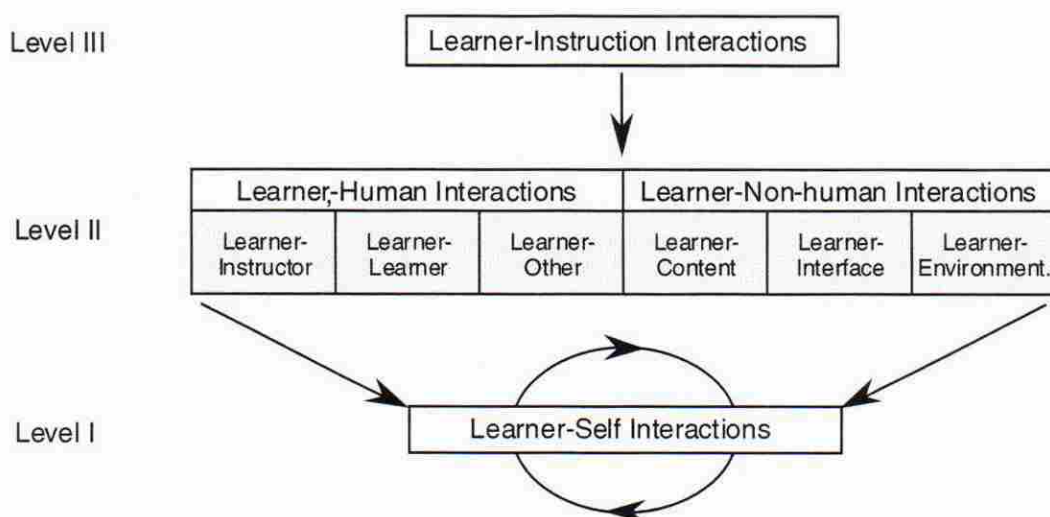 Level III
Learner-Instruction Interactions
Learner,-Human Interactions
Learner-Non-human Interactions
Level II
Learner-
Instructor
Learner-
Learner
Learner-
Other
Learner-
Content
Learner-
Interface
Learner-
Environment.
Level I
Learner-Self Interactions